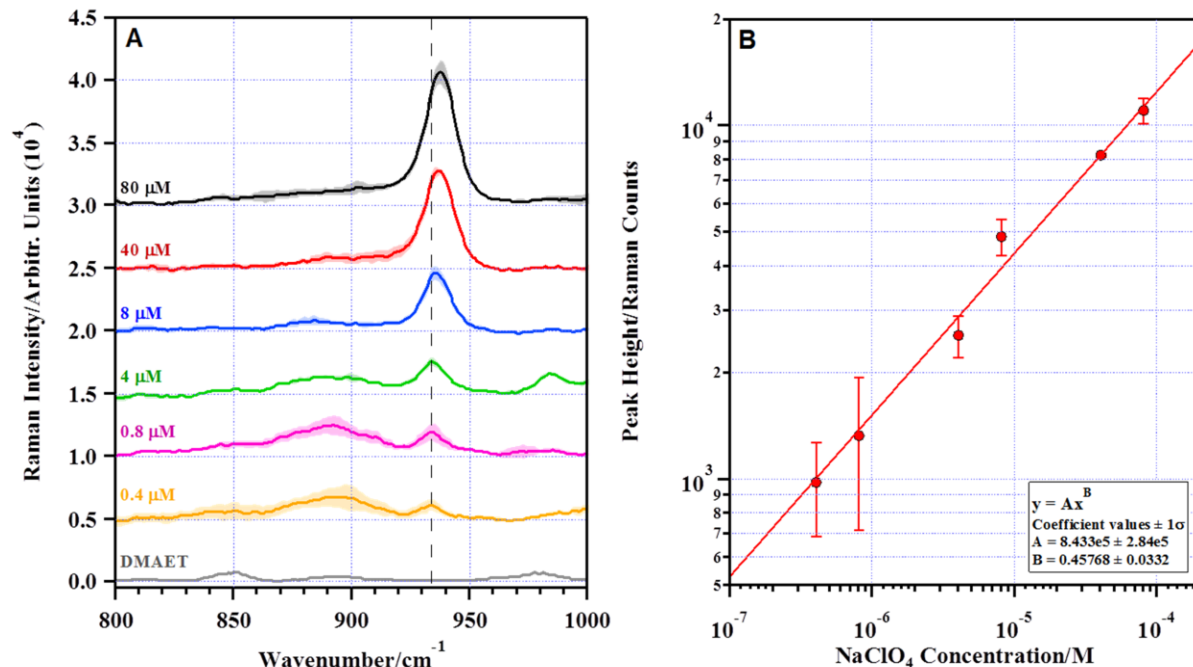 A
Raman Intensity/Arbitr. Units (10^4)
4.5
4.0
3.5
3.0
2.5
2.0
1.5
1.0
0.5
0.0
80 µM
40 µM
8 µM
4 µM
0.8 µM
0.4 µM
DMAET
800 850 900 950 1000
Wavenumber/cm^-1
B
Peak Height/Raman Counts
2
10^4
8
7
6
5
4
3
2
10^3
8
7
6
5
y = Ax^B
Coefficient values ± 1σ
A = 8.433e5 ± 2.84e5
B = 0.45768 ± 0.0332
10^-7 10^-6 10^-5 10^-4
NaClO4 Concentration/M